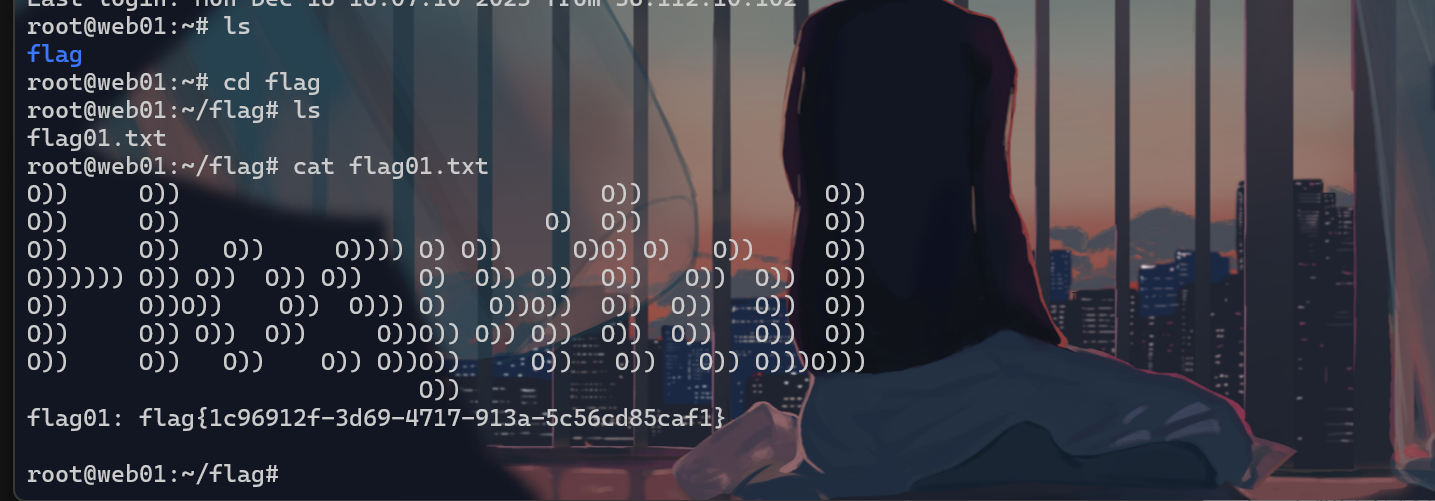 Last login: Mon Dec 18 18:07:10 2023 from 58.112.10.102
root@web01:~# ls
flag
root@web01:~# cd flag
root@web01:~/flag# ls
flag01.txt
root@web01:~/flag# cat flag01.txt
O))     O))                              O))             O))
O))     O))                          O)  O))             O))
O))     O))   O))     O)))) O) O))     O)O) O)   O))     O))
O)))))) O)) O))  O)) O))    O)  O)) O))  O))   O))  O))  O))
O))     O))O))    O))  O))) O)   O))O))  O))  O))   O))  O))
O))     O)) O))  O))     O))O)) O)) O))  O))  O))   O))  O))
O))     O))   O))    O)) O))O))     O))   O))   O)) O)))O)))
                            O))
flag01: flag{1c96912f-3d69-4717-913a-5c56cd85caf1}
root@web01:~/flag#